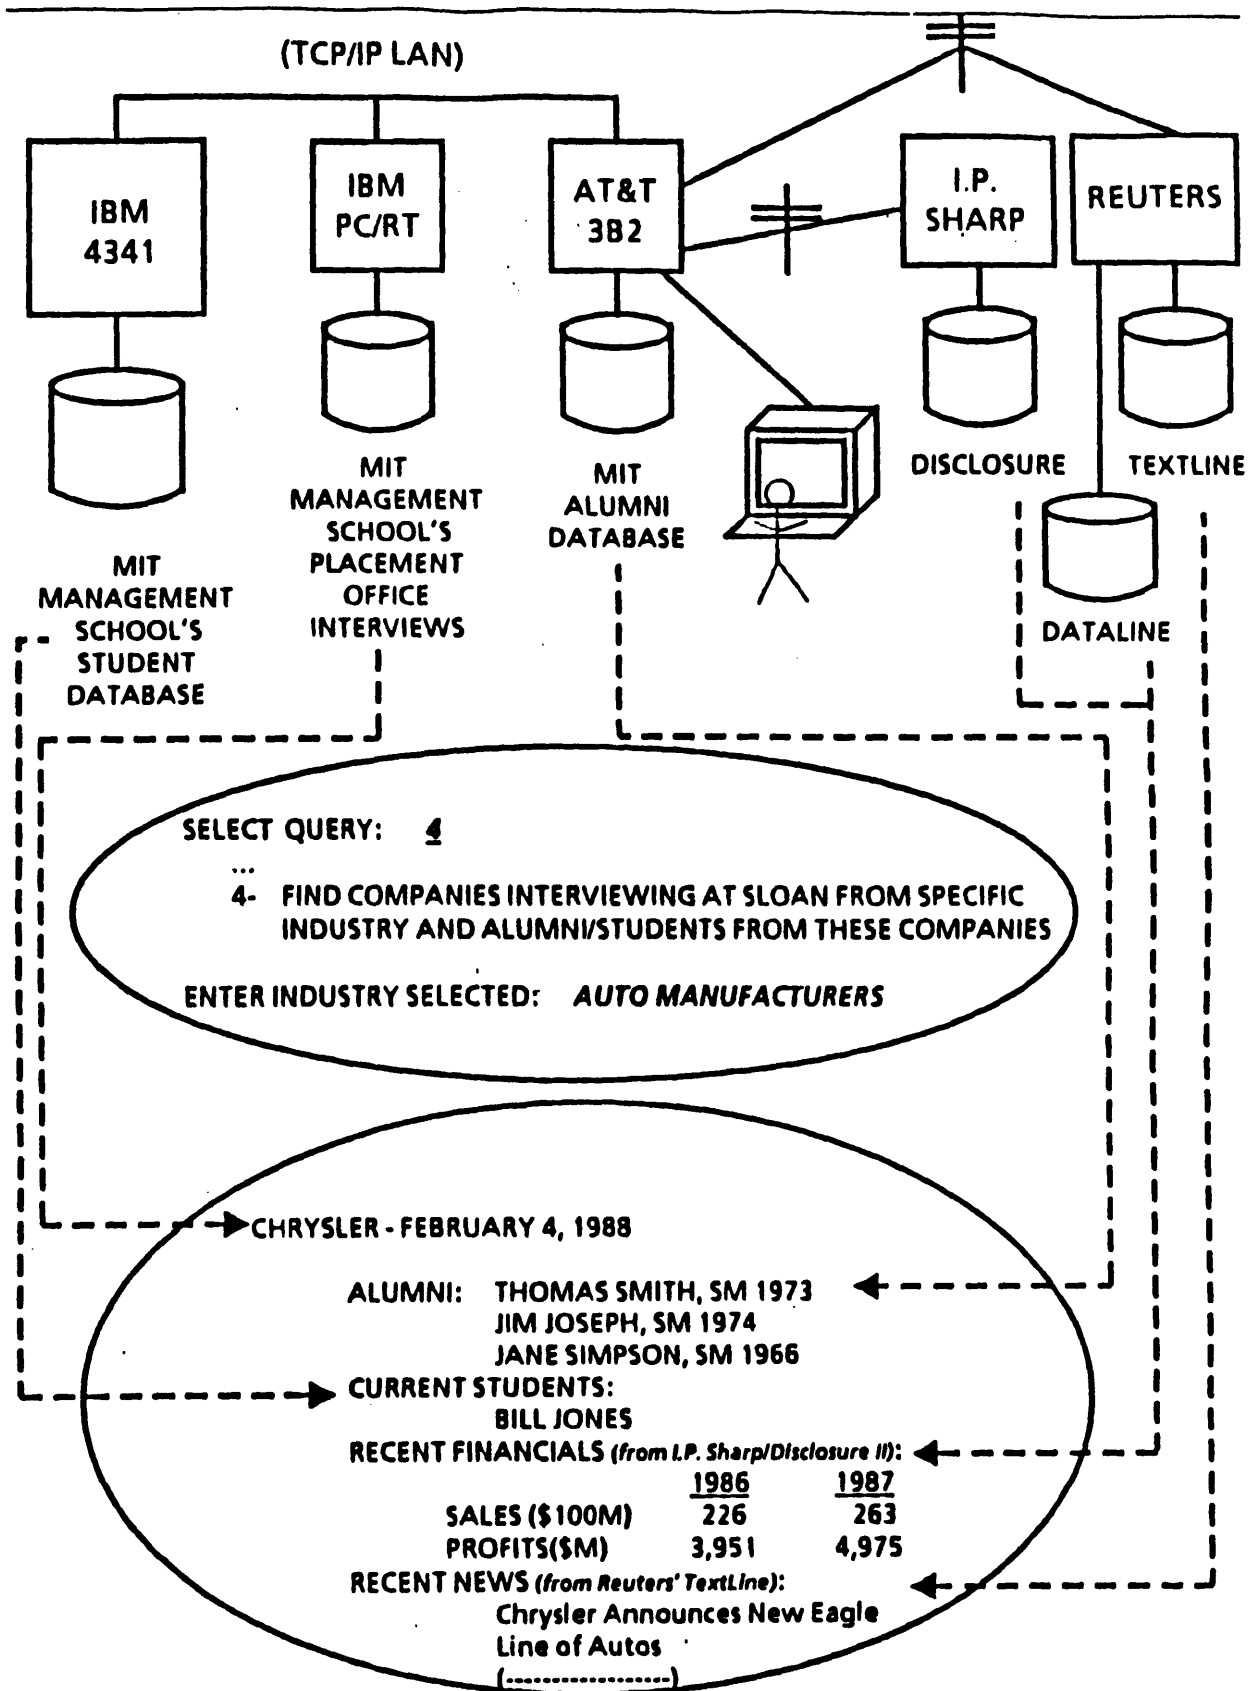 (TCP/IP LAN)
IBM
4341
IBM
PC/RT
AT&T
3B2
I.P.
SHARP
REUTERS
DISCLOSURE
TEXTLINE
DATALINE
MIT
MANAGEMENT
SCHOOL'S
STUDENT
DATABASE
MIT
MANAGEMENT
SCHOOL'S
PLACEMENT
OFFICE
INTERVIEWS
MIT
ALUMNI
DATABASE
SELECT QUERY: 4
...
4- FIND COMPANIES INTERVIEWING AT SLOAN FROM SPECIFIC
INDUSTRY AND ALUMNI/STUDENTS FROM THESE COMPANIES
ENTER INDUSTRY SELECTED: AUTO MANUFACTURERS
CHRYSLER - FEBRUARY 4, 1988
ALUMNI: THOMAS SMITH, SM 1973
JIM JOSEPH, SM 1974
JANE SIMPSON, SM 1966
CURRENT STUDENTS:
BILL JONES
RECENT FINANCIALS (from I.P. Sharp/Disclosure II):
1986 1987
SALES ($100M) 226 263
PROFITS($M) 3,951 4,975
RECENT NEWS (from Reuters' TextLine):
Chrysler Announces New Eagle
Line of Autos
(-------------------)